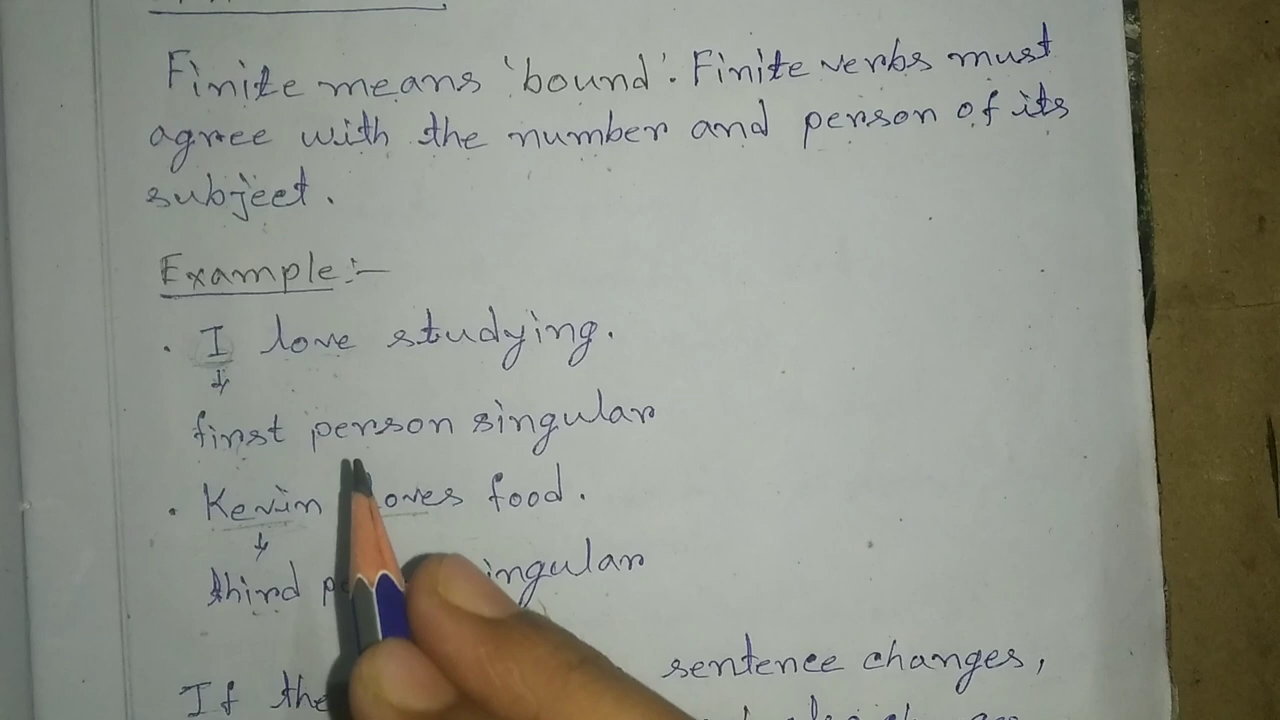 Finite means 'bound'. Finite verbs must
agree with the number and person of its
subject.
Example:-
· I love studying.
first person singular
· Kevin loves food.
third singular
If the sentence changes,